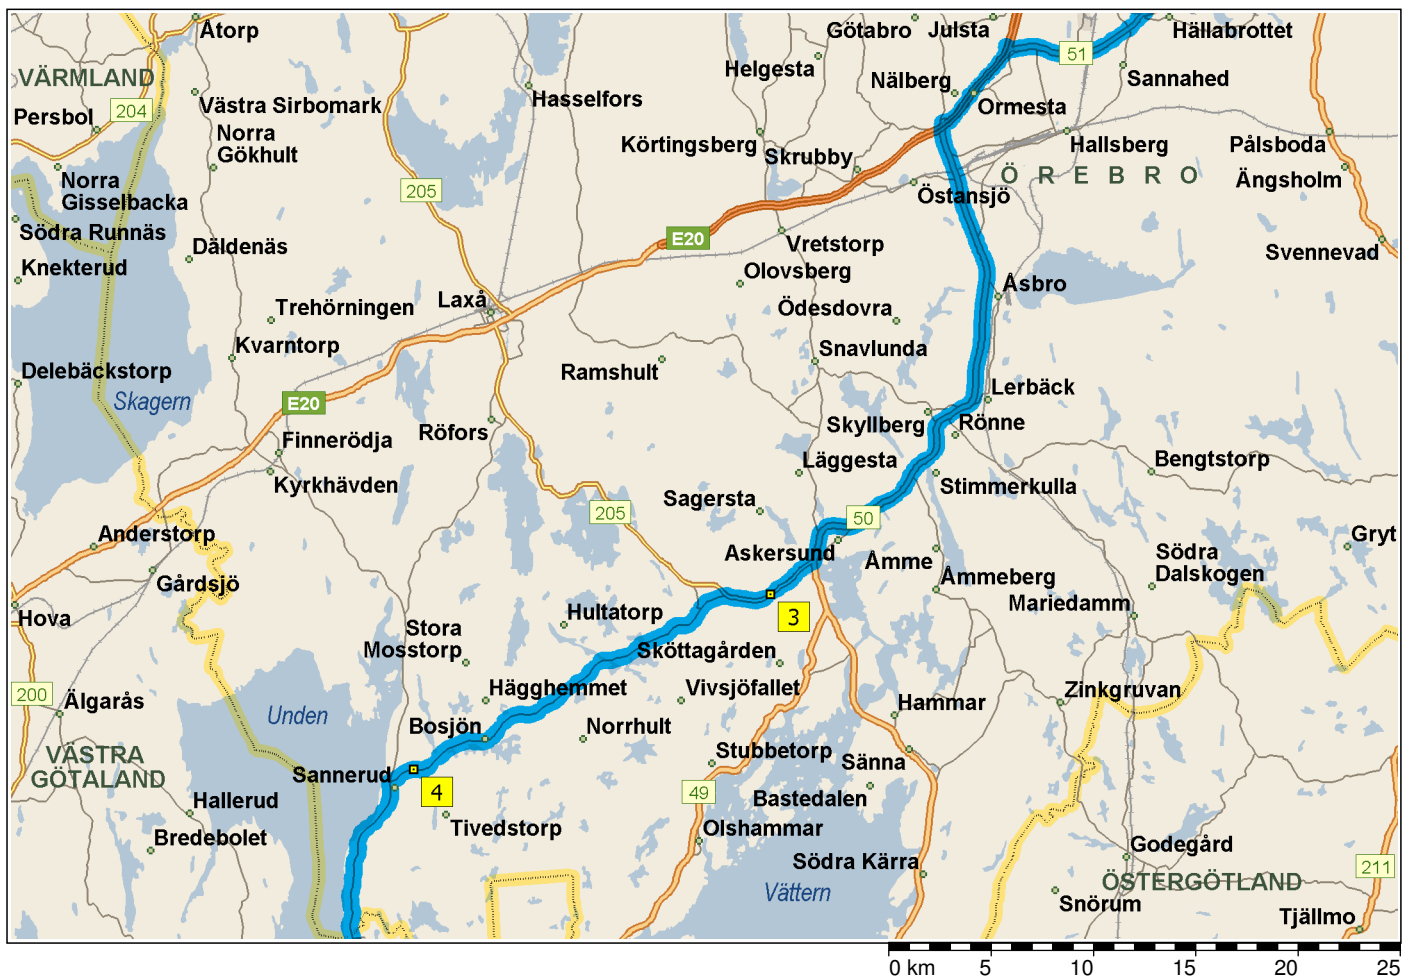 Åtorp
Götabro
Julsta
Hällabrottet
51
Helgesta
VÄRMLAND
Nälberg
Sannahed
Hasselfors
Västra Sirbomark
204
Ormesta
Persbol
Norra
Gökhult
Körtingsberg
Skrubby
Hallsberg
Pålsboda
ÖREBRO
Norra
Gisselbacka
205
Östansjö
Ängsholm
Södra Runnäs
E20
Däldenäs
Vretstorp
Svennevad
Knekterud
Olovsberg
Åsbro
Trehörningen
Laxå
Ödesdovra
Kvarntorp
Snavlunda
Delebäckstorp
Ramshult
Lerbäck
Skagern
E20
Skyllberg
Rönne
Röfors
Finnerödja
Läggesta
Bengtstorp
Kyrkhävden
Stimmerkulla
Sagersta
205
50
Anderstorp
Gryt
Askersund
Åmme
Södra
Dalskogen
Gårdsjö
Åmmeberg
Mariedamm
Hova
Hultatorp
3
Stora
Mosstorp
Sköttagården
200
Hägghemmet
Vivsjöfallet
Zinkgruvan
Älgarås
Hammar
Unden
Bosjön
Norrhult
VÄSTRA
GÖTALAND
Stubbetorp
Sänna
Sannerud
4
49
Bastedalen
Hallerud
Tivedstorp
Olshammar
Bredebolet
Godegård
Södra Kärra
211
ÖSTERGÖTLAND
Vättern
Snörum
Tjällmo
0 km 5 10 15 20 25